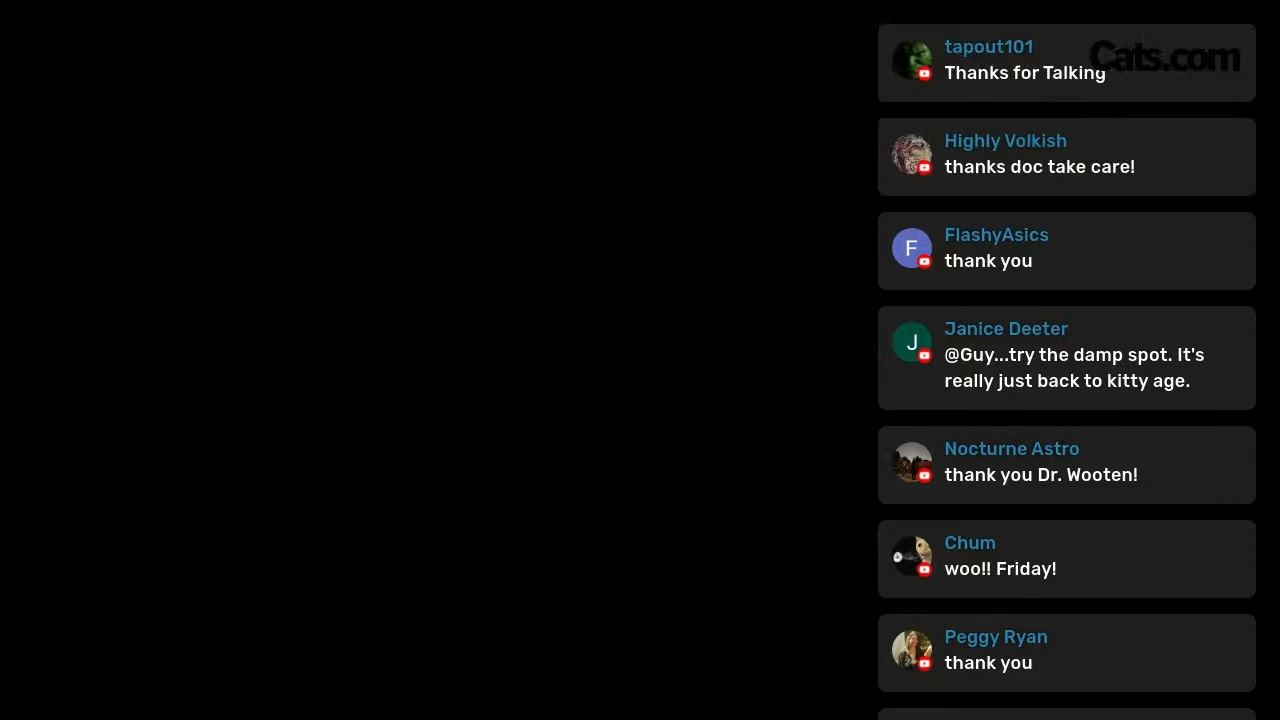 tapout101
Cats.com
Thanks for Talking
Highly Volkish
thanks doc take care!
F
FlashyAsics
thank you
J
Janice Deeter
@Guy...try the damp spot. It's
really just back to kitty age.
Nocturne Astro
thank you Dr. Wooten!
Chum
woo!! Friday!
Peggy Ryan
thank you